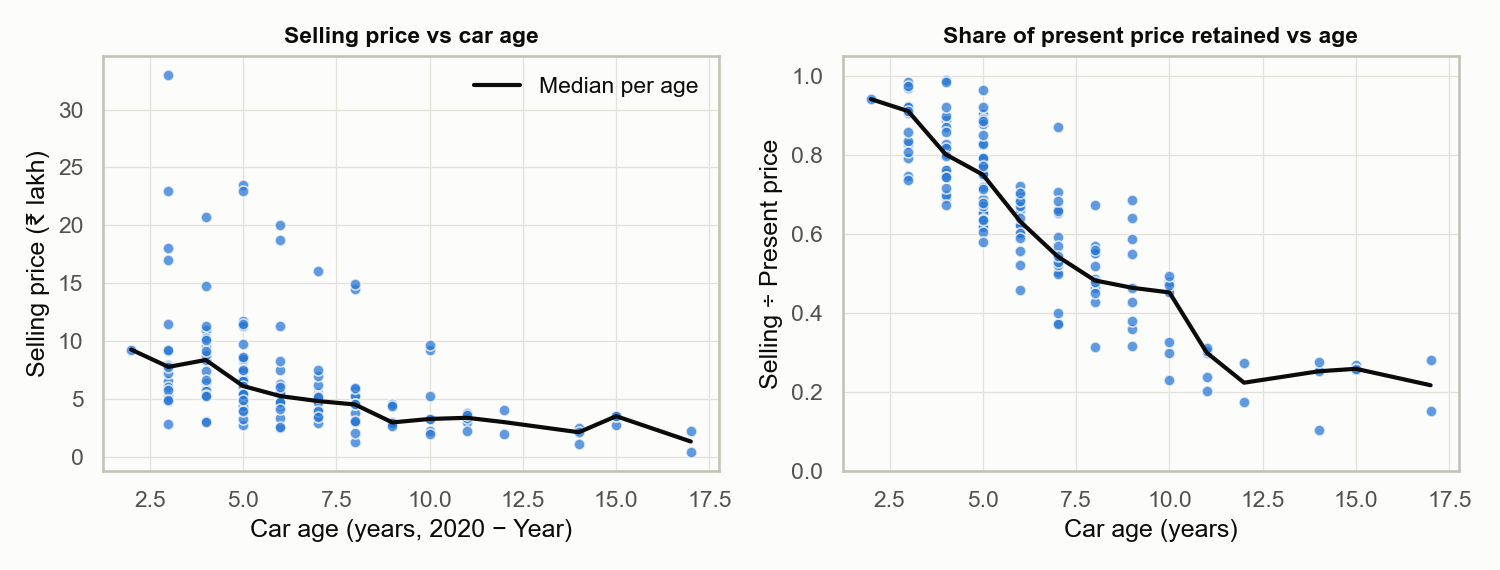 Selling price vs car age
Selling price (₹ lakh)
30
25
20
15
10
5
0
Median per age
2.5 5.0 7.5 10.0 12.5 15.0 17.5
Car age (years, 2020 − Year)
Share of present price retained vs age
Selling ÷ Present price
1.0
0.8
0.6
0.4
0.2
0.0
2.5 5.0 7.5 10.0 12.5 15.0 17.5
Car age (years)